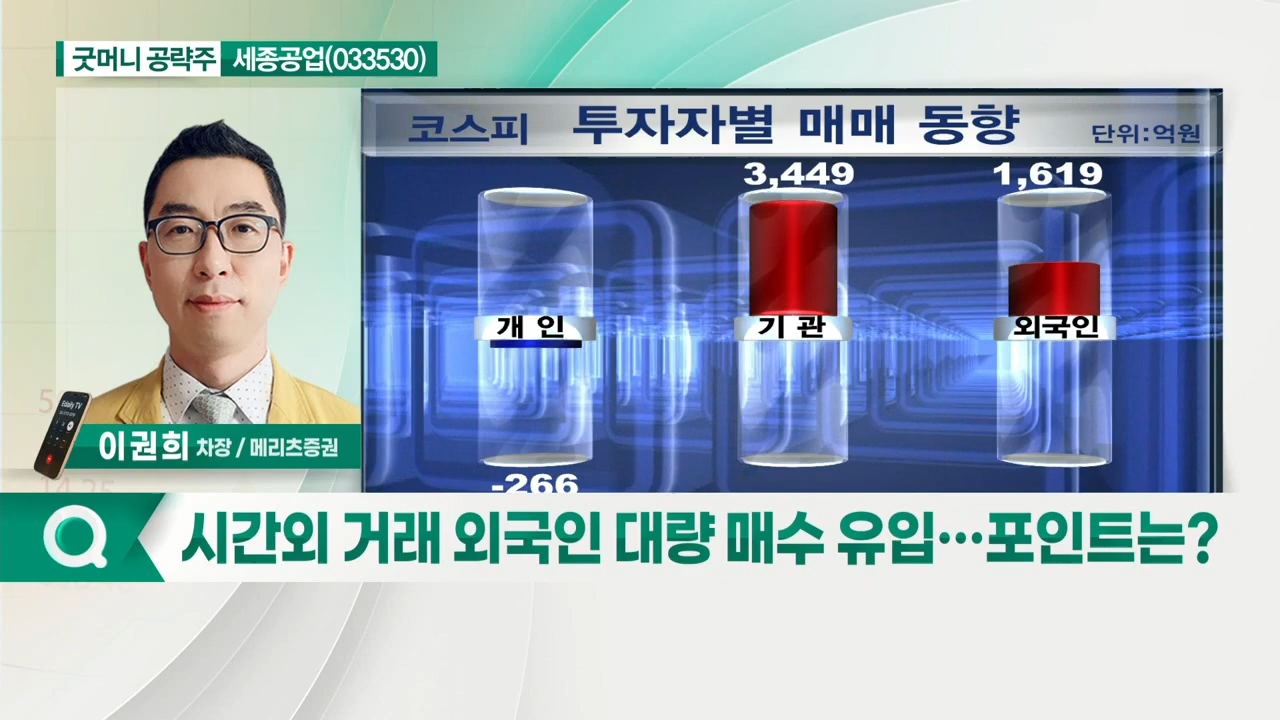 굿머니 공략주 세종공업(033530)
코스피 투자자별 매매 동향 단위:억원
3,449 1,619
개인 기관 외국인
-266
Edaily TV
이권희 차장 / 메리츠증권
시간외 거래 외국인 대량 매수 유입…포인트는?